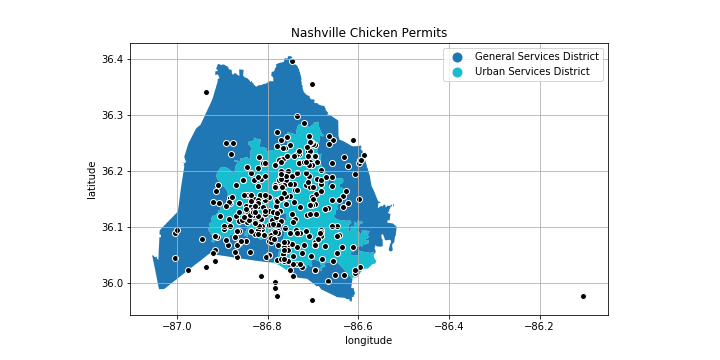 Nashville Chicken Permits
General Services District
Urban Services District
latitude
36.4
36.3
36.2
36.1
36.0
−87.0
−86.8
−86.6
−86.4
−86.2
longitude